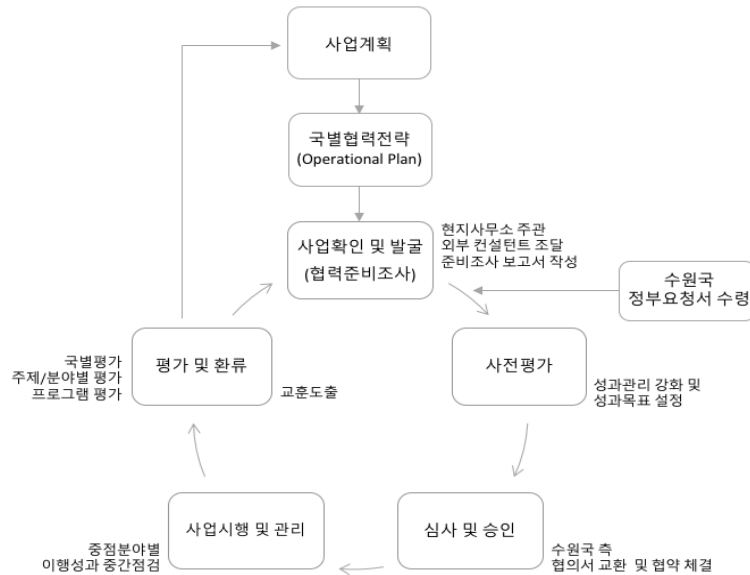 사업계획
국별협력전략
(Operational Plan)
사업확인 및 발굴
(협력준비조사)
현지사무소 주관
외부 컨설턴트 조달
준비조사 보고서 작성
수원국
정부요청서 수령
사전평가
성과관리 강화 및
성과목표 설정
심사 및 승인
수원국 측
협의서 교환 및 협약 체결
사업시행 및 관리
중점분야별
이행성과 중간점검
평가 및 환류
국별평가
주제/분야별 평가
프로그램 평가
교훈도출